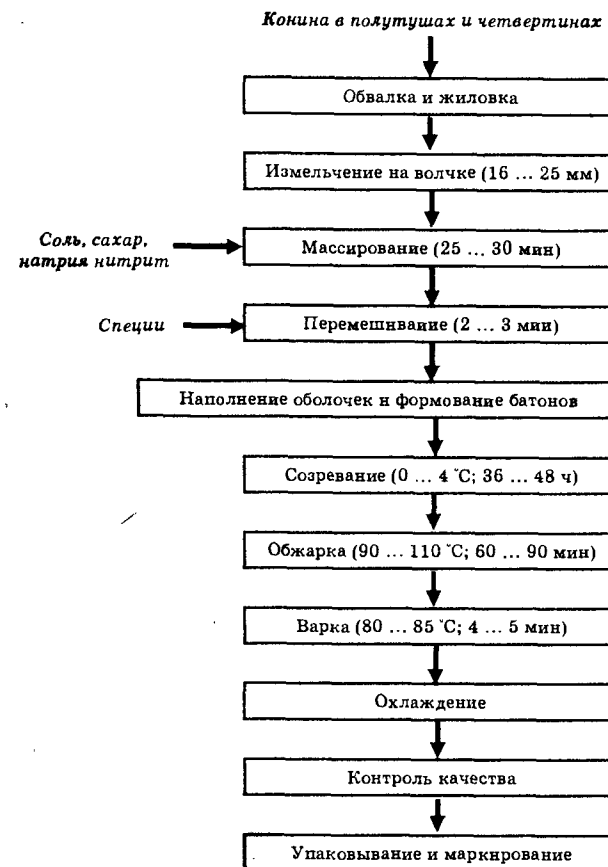 Конина в полутушах и четвертинах
Обвалка и жиловка
Измельчение на волчке (16 ... 25 мм)
Соль, сахар,
натрия нитрит
Массирование (25 ... 30 мин)
Специи
Перемешивание (2 ... 3 мин)
Наполнение оболочек и формование батонов
Созревание (0 ... 4 °С; 36 ... 48 ч)
Обжарка (90 ... 110 °С; 60 ... 90 мин)
Варка (80 ... 85 °С; 4 ... 5 мин)
Охлаждение
Контроль качества
Упаковывание и маркирование